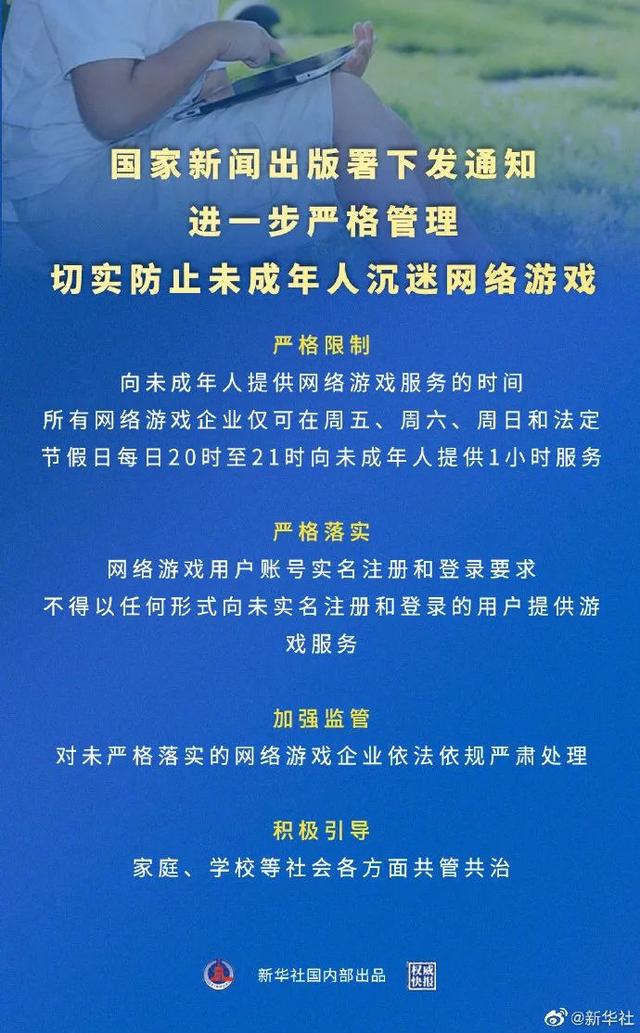 国家新闻出版署下发通知
进一步严格管理
切实防止未成年人沉迷网络游戏
严格限制
向未成年人提供网络游戏服务的时间
所有网络游戏企业仅可在周五、周六、周日和法定
节假日每日20时至21时向未成年人提供1小时服务
严格落实
网络游戏用户账号实名注册和登录要求
不得以任何形式向未实名注册和登录的用户提供游
戏服务
加强监管
对未严格落实的网络游戏企业依法依规严肃处理
积极引导
家庭、学校等社会各方面共管共治
新华社国内部出品
权威
快报
@新华社